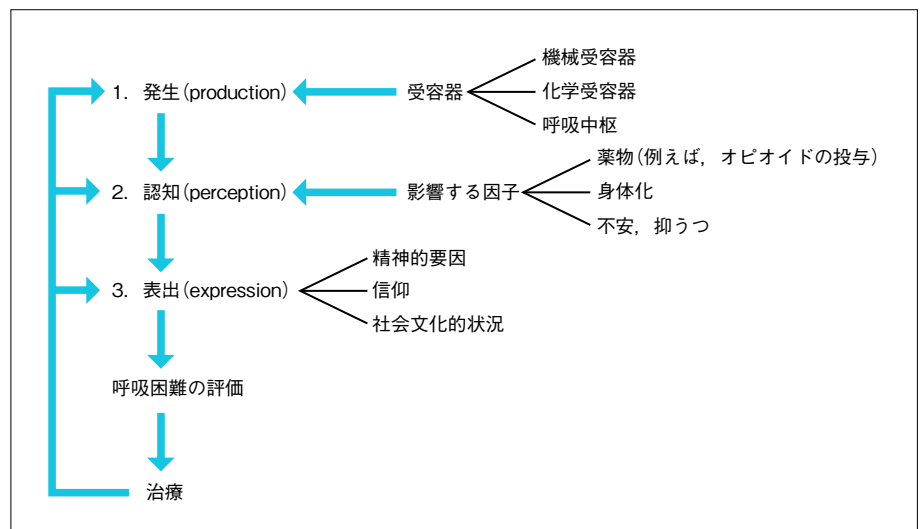 機械受容器
1. 発生(production)
受容器
化学受容器
呼吸中枢
薬物(例えば，オピオイドの投与)
2. 認知(perception)
影響する因子
身体化
不安，抑うつ
精神的要因
3. 表出(expression)
信仰
社会文化的状況
呼吸困難の評価
治療